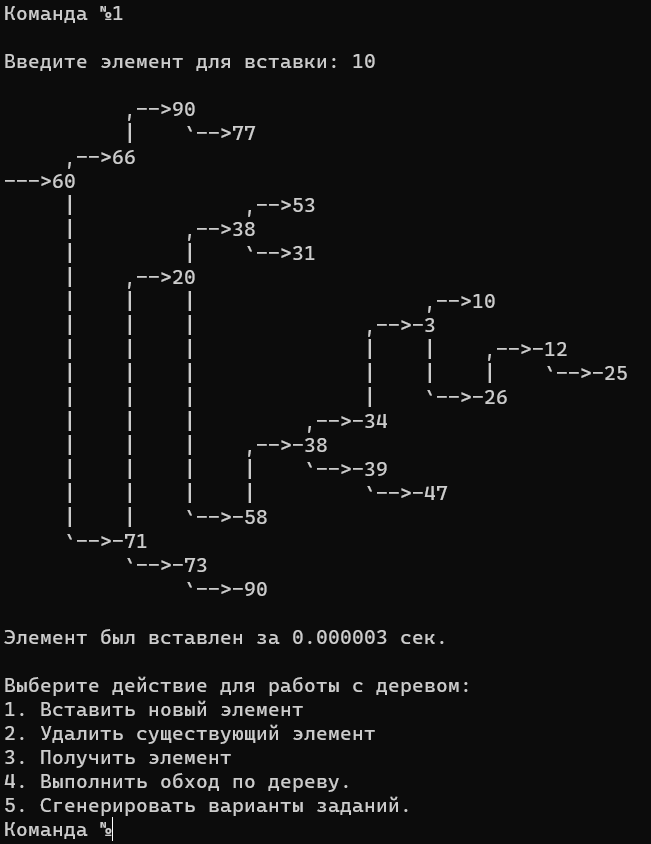 Команда №1
Введите элемент для вставки: 10
          ,-->90
          |    `-->77
     ,-->66
--->60
     |              ,-->53
     |         ,-->38
     |         |    `-->31
     |    ,-->20
     |    |    |                   ,-->10
     |    |    |              ,-->-3
     |    |    |              |    |    ,-->-12
     |    |    |              |    |    |    `-->-25
     |    |    |              |    `-->-26
     |    |    |         ,-->-34
     |    |    |    ,-->-38
     |    |    |    |    `-->-39
     |    |    |    |         `-->-47
     |    |    `-->-58
     `-->-71
          `-->-73
               `-->-90
Элемент был вставлен за 0.000003 сек.
Выберите действие для работы с деревом:
1. Вставить новый элемент
2. Удалить существующий элемент
3. Получить элемент
4. Выполнить обход по дереву.
5. Сгенерировать варианты заданий.
Команда №